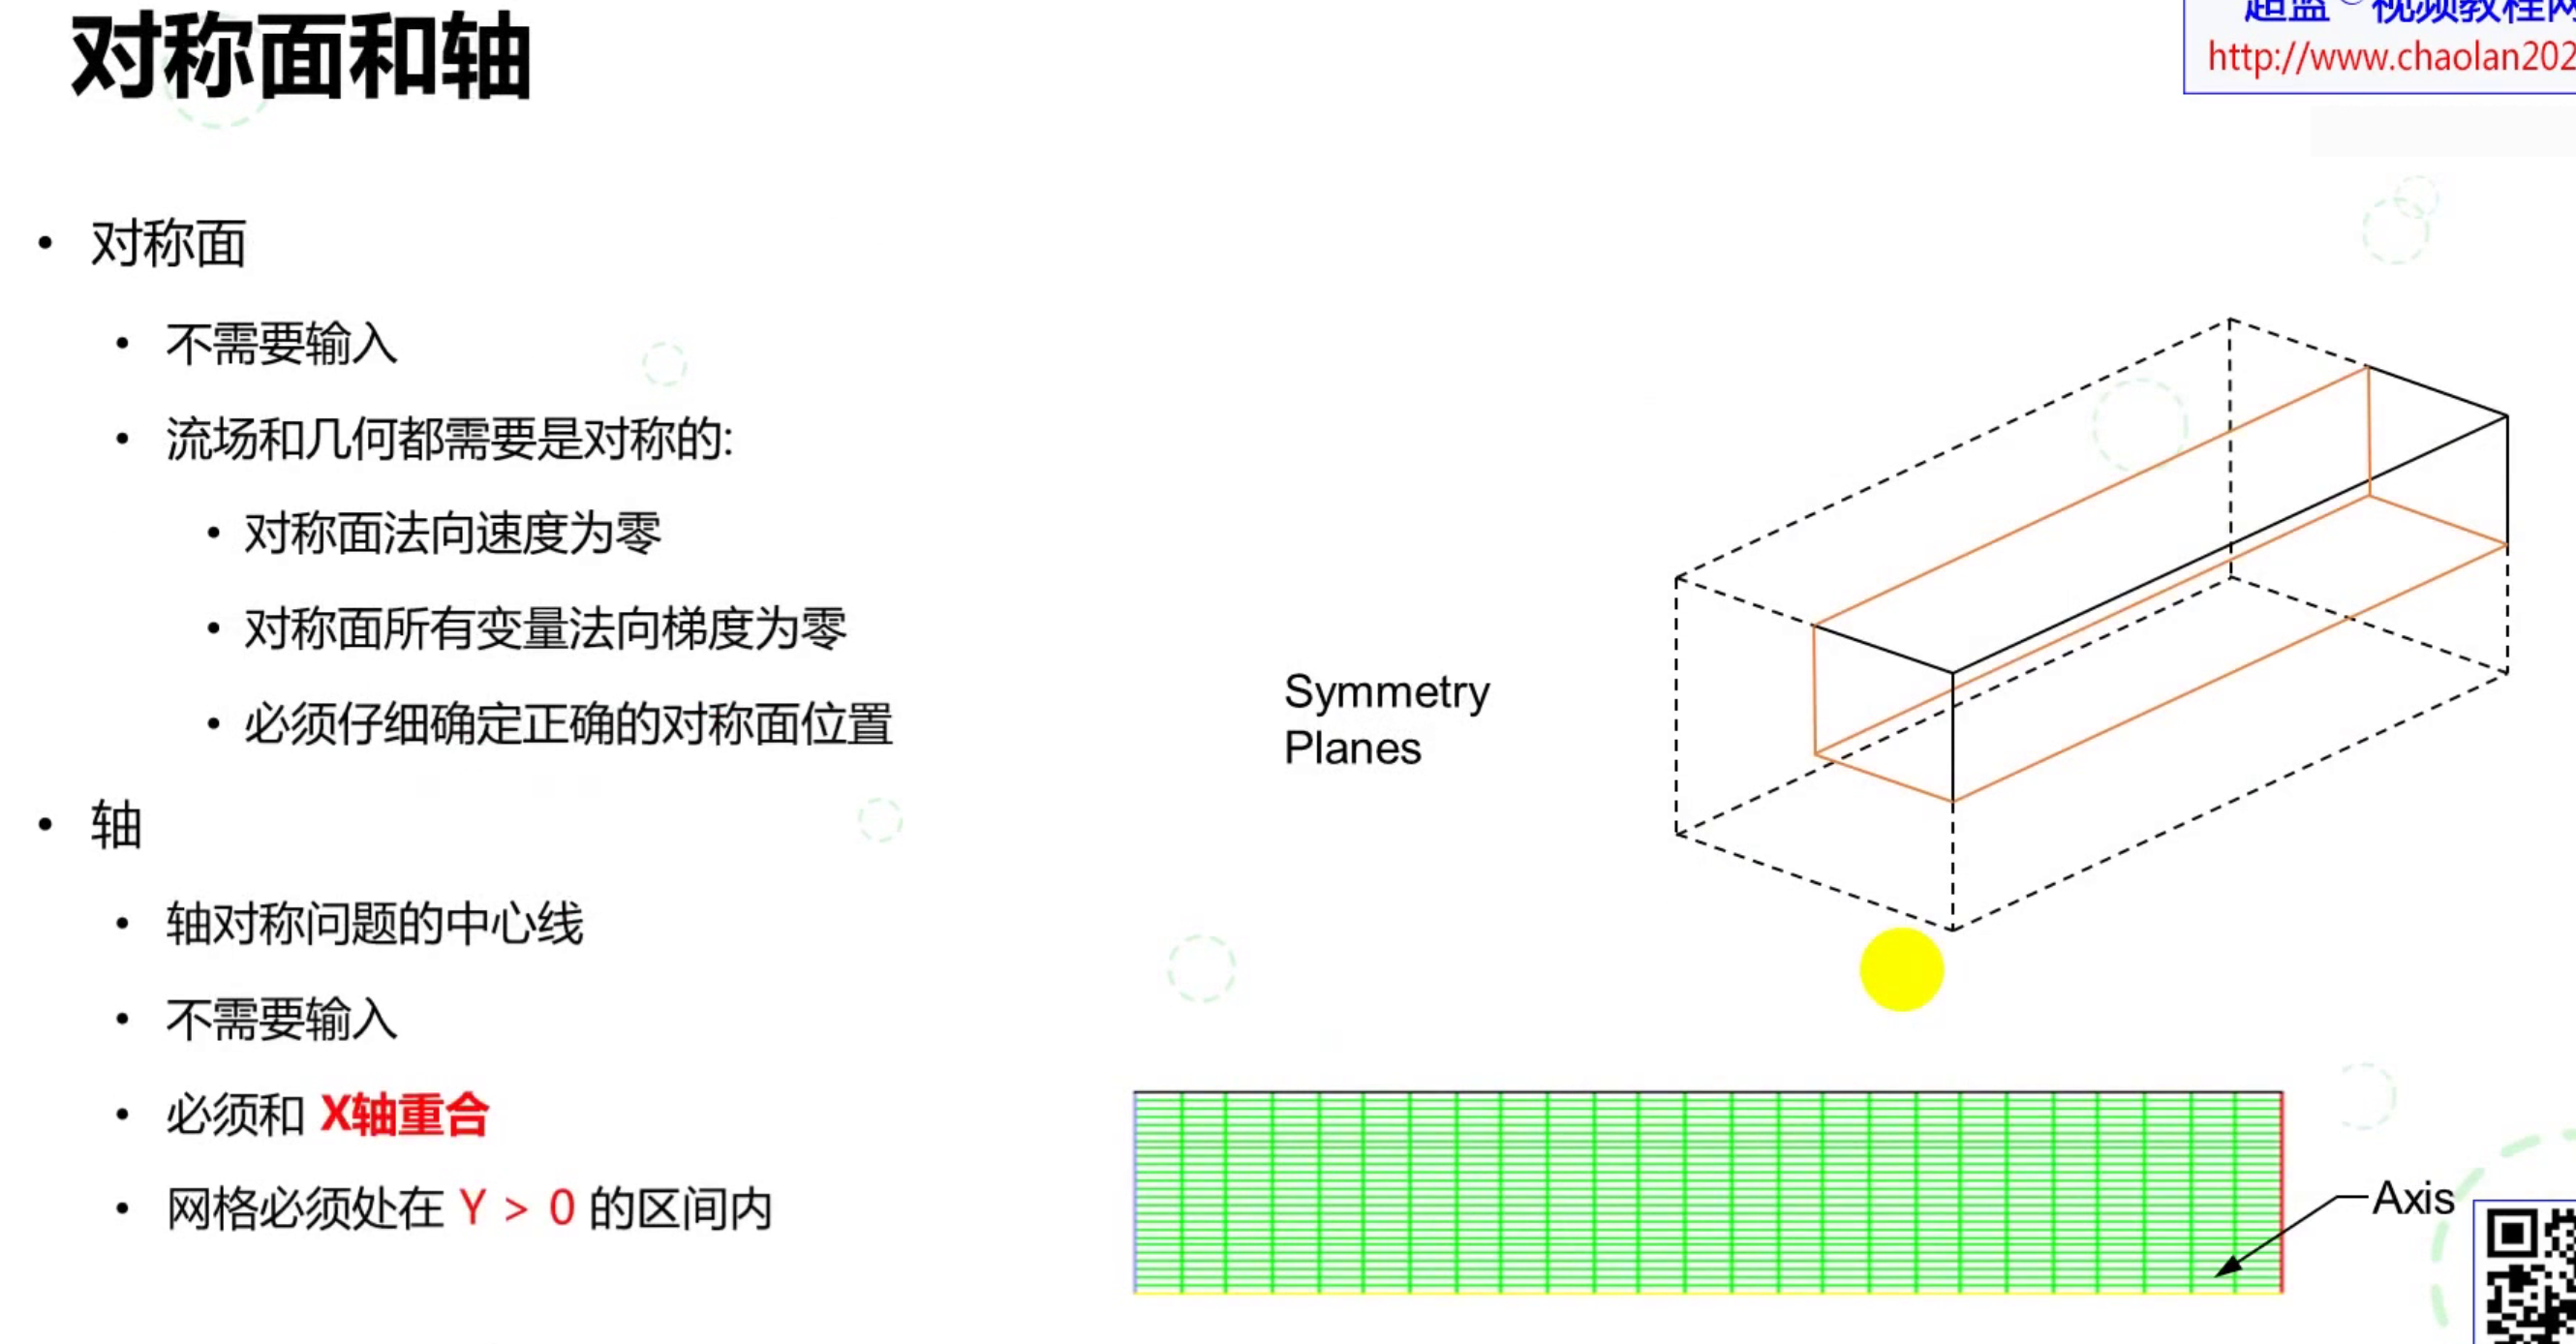 对称面和轴
视频教程网
http://www.chaolan202
• 对称面
• 不需要输入
• 流场和几何都需要是对称的:
• 对称面法向速度为零
• 对称面所有变量法向梯度为零
• 必须仔细确定正确的对称面位置
• 轴
• 轴对称问题的中心线
• 不需要输入
• 必须和 X轴重合
• 网格必须处在 Y > 0 的区间内
Symmetry
Planes
Axis